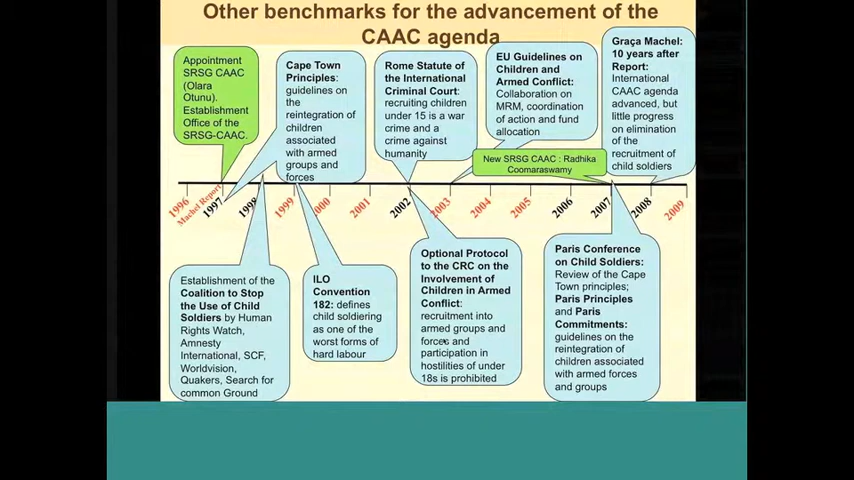 Other benchmarks for the advancement of the
CAAC agenda
Appointment
SRSG CAAC
(Olara
Otunu).
Establishment
Office of the
SRSG-CAAC.
Cape Town
Principles:
guidelines on
the
reintegration of
children
associated
with armed
groups and
forces
Rome Statute of
the International
Criminal Court:
recruiting children
under 15 is a war
crime and a
crime against
humanity
EU Guidelines on
Children and
Armed Conflict:
Collaboration on
MRM, coordination
of action and fund
allocation
New SRSG CAAC : Radhika
Coomaraswamy
Graça Machel:
10 years after
Report:
International
CAAC agenda
advanced, but
little progress
on elimination
of the
recruitment of
child soldiers
1996
Machel Report
1997
1998
1999
2000
2001
2002
2003
2004
2005
2006
2007
2008
2009
Establishment of the
Coalition to Stop
the Use of Child
Soldiers by Human
Rights Watch,
Amnesty
International, SCF,
Worldvision,
Quakers, Search for
common Ground
ILO
Convention
182: defines
child soldiering
as one of the
worst forms of
hard labour
Optional Protocol
to the CRC on the
Involvement of
Children in Armed
Conflict:
recruitment into
armed groups and
forces and
participation in
hostilities of under
18s is prohibited
Paris Conference
on Child Soldiers:
Review of the Cape
Town principles;
Paris Principles
and Paris
Commitments:
guidelines on the
reintegration of
children associated
with armed forces
and groups